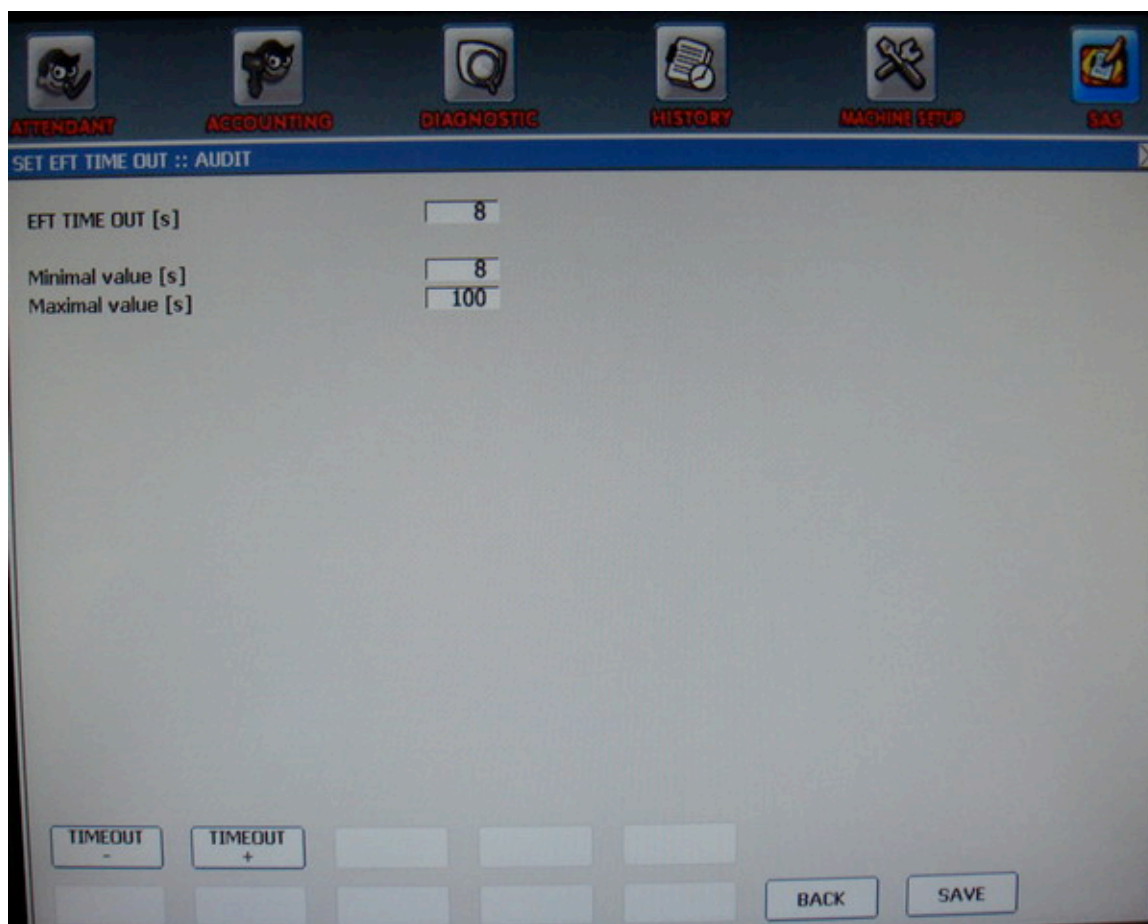 ATTENDANT ACCOUNTING DIAGNOSTIC HISTORY MACHINE SETUP SAS
SET EFT TIME OUT :: AUDIT
EFT TIME OUT [s] 8
Minimal value [s] 8
Maximal value [s] 100
TIMEOUT
-
TIMEOUT
+
BACK SAVE